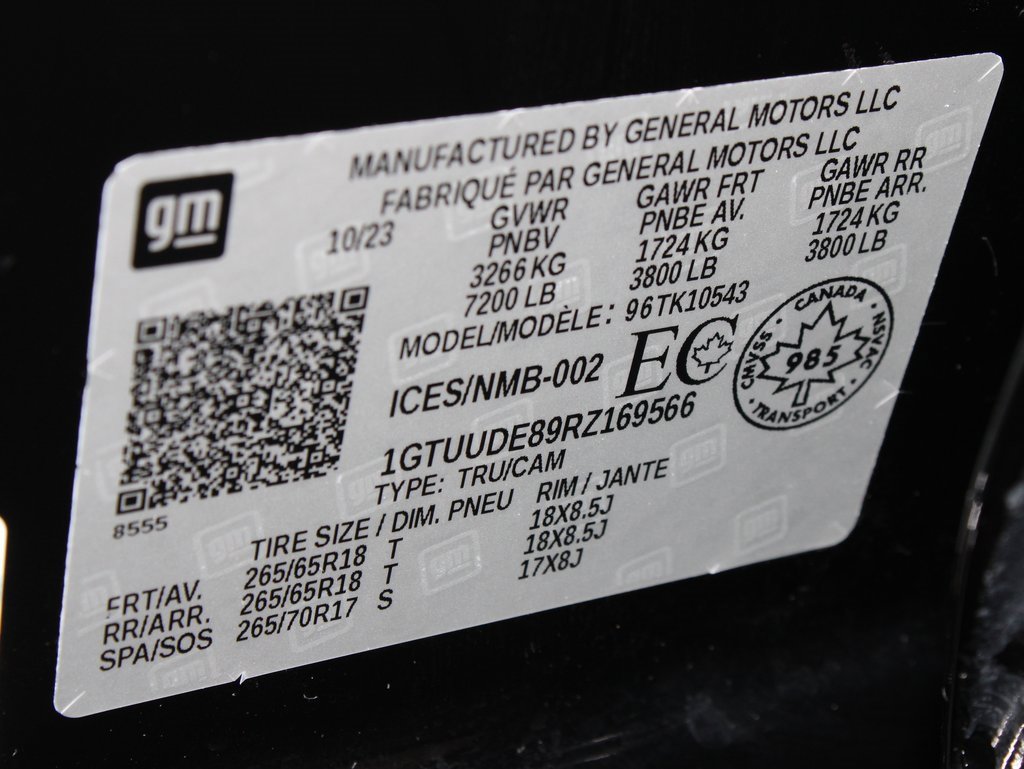 gm
MANUFACTURED BY GENERAL MOTORS LLC
FABRIQUÉ PAR GENERAL MOTORS LLC
10/23
GVWR GAWR FRT GAWR RR
PNBV PNBE AV. PNBE ARR.
3266 KG 1724 KG 1724 KG
7200 LB 3800 LB 3800 LB
MODEL/MODÈLE: 96TK10543
ICES/NMB-002 EC
CANADA
CMVSS 985 NSVAC
TRANSPORT
1GTUUDE89RZ169566
TYPE: TRU/CAM
8555
TIRE SIZE / DIM. PNEU RIM / JANTE
FRT/AV. 265/65R18 T 18X8.5J
RR/ARR. 265/65R18 T 18X8.5J
SPA/SOS 265/70R17 S 17X8J